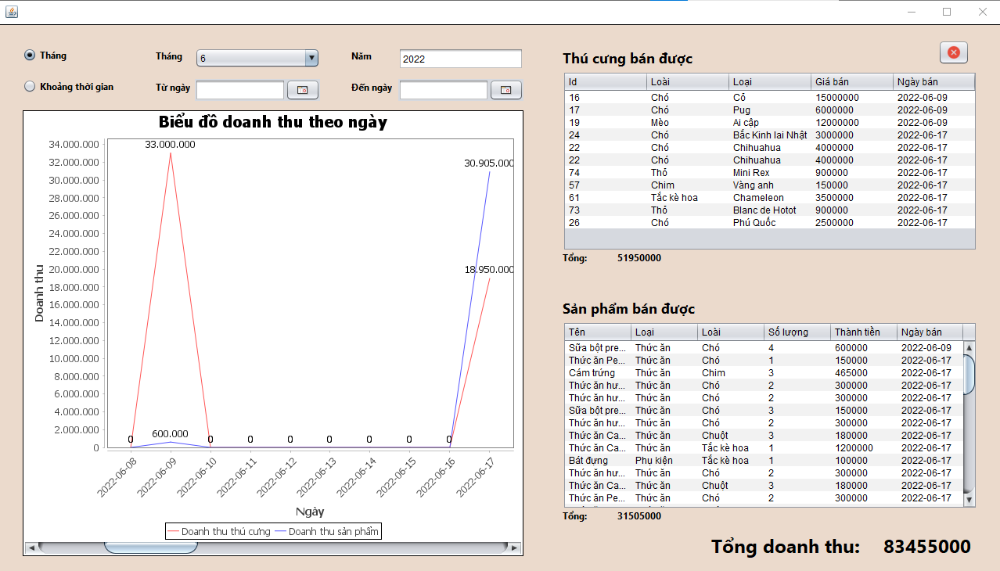 Tháng Tháng 6 Năm 2022
Khoảng thời gian Từ ngày Đến ngày
Biểu đồ doanh thu theo ngày
34.000.000
32.000.000
30.000.000
28.000.000
26.000.000
24.000.000
22.000.000
20.000.000
18.000.000
16.000.000
14.000.000
12.000.000
10.000.000
8.000.000
6.000.000
4.000.000
2.000.000
0
Doanh thu
33.000.000
30.905.000
18.950.000
0 600.000 0 0 0 0 0 0 0
2022-06-08 2022-06-09 2022-06-10 2022-06-11 2022-06-12 2022-06-13 2022-06-14 2022-06-15 2022-06-16 2022-06-17
Ngày
Doanh thu thú cưng Doanh thu sản phẩm
Thú cưng bán được
Id Loài Loại Giá bán Ngày bán
16 Chó Cỏ 15000000 2022-06-09
17 Chó Pug 6000000 2022-06-09
19 Mèo Ai cập 12000000 2022-06-09
24 Chó Bắc Kinh lai Nhật 3000000 2022-06-17
22 Chó Chihuahua 4000000 2022-06-17
22 Chó Chihuahua 4000000 2022-06-17
74 Thỏ Mini Rex 900000 2022-06-17
57 Chim Vàng anh 150000 2022-06-17
61 Tắc kè hoa Chameleon 3500000 2022-06-17
73 Thỏ Blanc de Hotot 900000 2022-06-17
26 Chó Phú Quốc 2500000 2022-06-17
Tổng: 51950000
Sản phẩm bán được
Tên Loại Loài Số lượng Thành tiền Ngày bán
Sữa bột pre... Thức ăn Chó 4 600000 2022-06-09
Thức ăn Pe... Thức ăn Chó 1 150000 2022-06-17
Cám trứng Thức ăn Chim 3 465000 2022-06-17
Thức ăn hư... Thức ăn Chó 2 300000 2022-06-17
Thức ăn hư... Thức ăn Chó 2 300000 2022-06-17
Sữa bột pre... Thức ăn Chó 3 150000 2022-06-17
Thức ăn hư... Thức ăn Chó 2 300000 2022-06-17
Thức ăn Ca... Thức ăn Chuột 3 180000 2022-06-17
Thức ăn Ca... Thức ăn Tắc kè hoa 1 1200000 2022-06-17
Bát đựng Phụ kiện Tắc kè hoa 1 100000 2022-06-17
Thức ăn hư... Thức ăn Chó 2 300000 2022-06-17
Thức ăn Ca... Thức ăn Chuột 3 180000 2022-06-17
Thức ăn Pe... Thức ăn Chó 2 300000 2022-06-17
Tổng: 31505000
Tổng doanh thu: 83455000